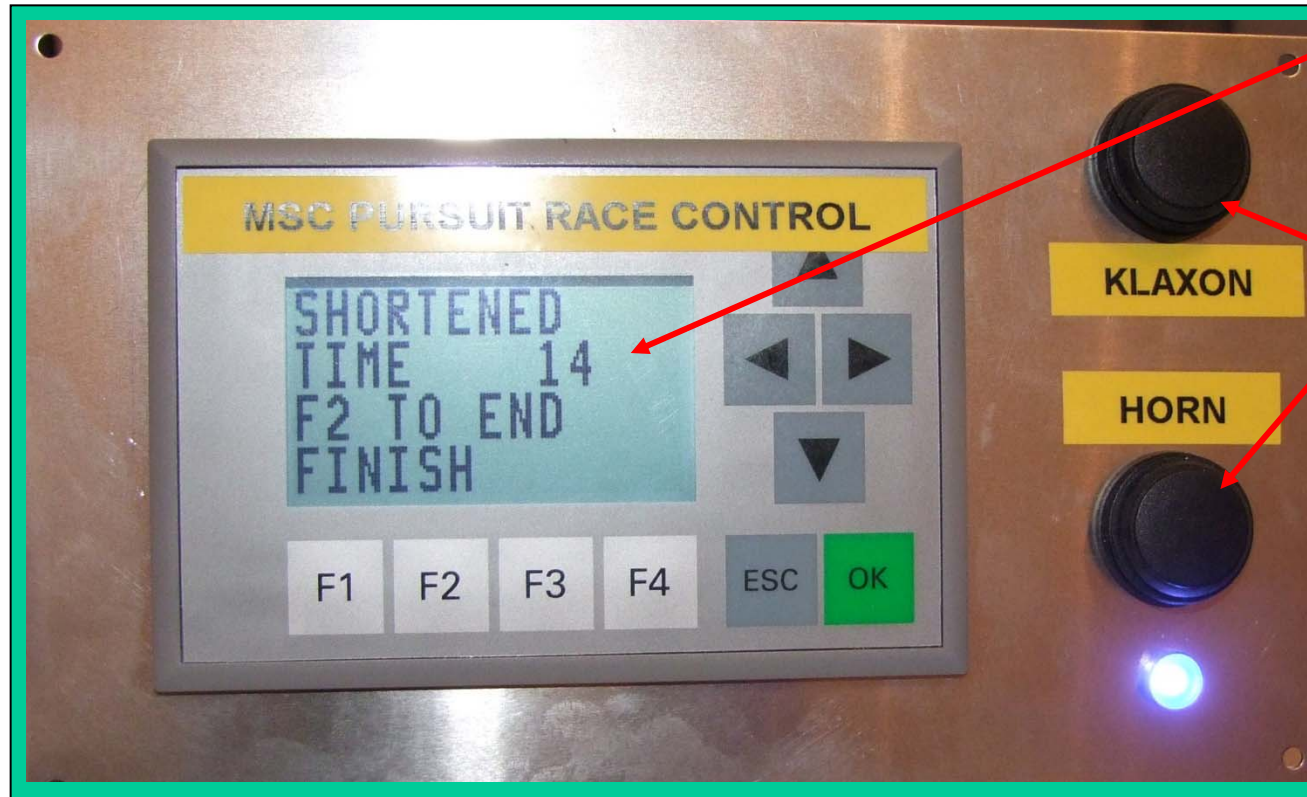 MSC PURSUIT RACE CONTROL
SHORTENED
TIME 14
F2 TO END
FINISH
F1 F2 F3 F4 ESC OK
KLAXON
HORN